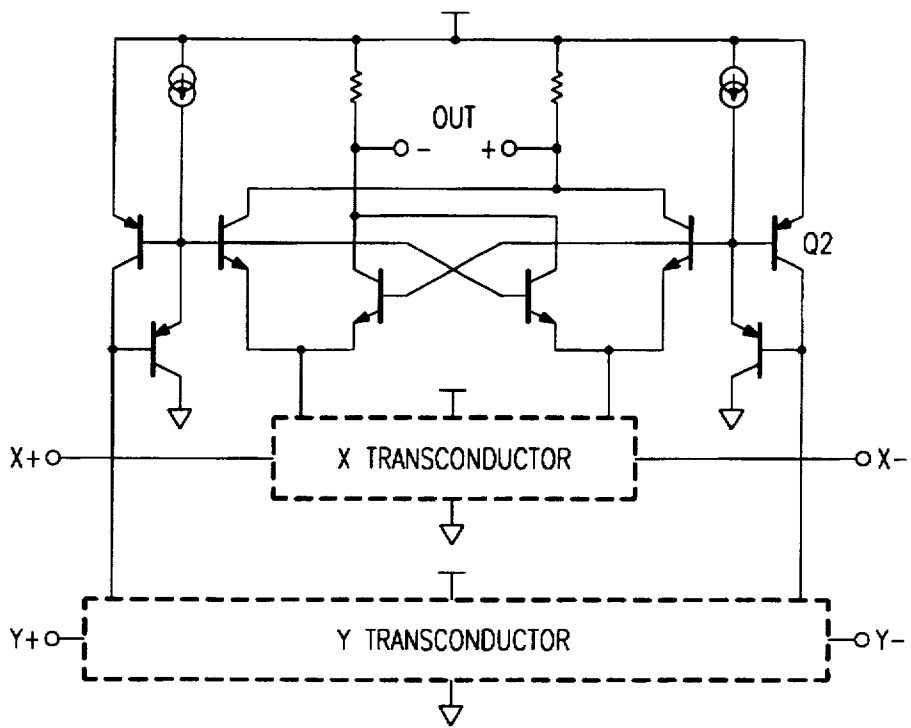 OUT
- +
Q2
X+ X TRANSCONDUCTOR X-
Y+ Y TRANSCONDUCTOR Y-